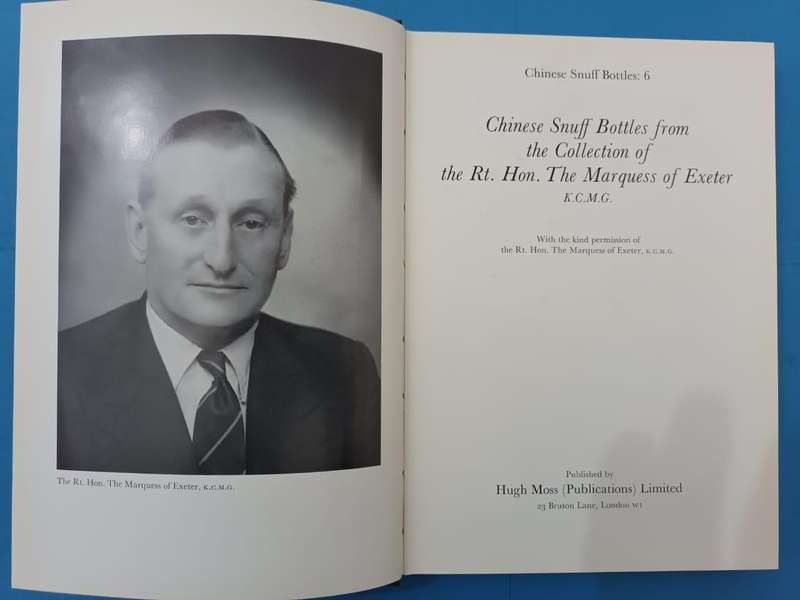 The Rt. Hon. The Marquess of Exeter, K.C.M.G.
Chinese Snuff Bottles: 6
Chinese Snuff Bottles from
the Collection of
the Rt. Hon. The Marquess of Exeter
K.C.M.G.
With the kind permission of
the Rt. Hon. The Marquess of Exeter, K.C.M.G.
Published by
Hugh Moss (Publications) Limited
23 Bruton Lane, London W1